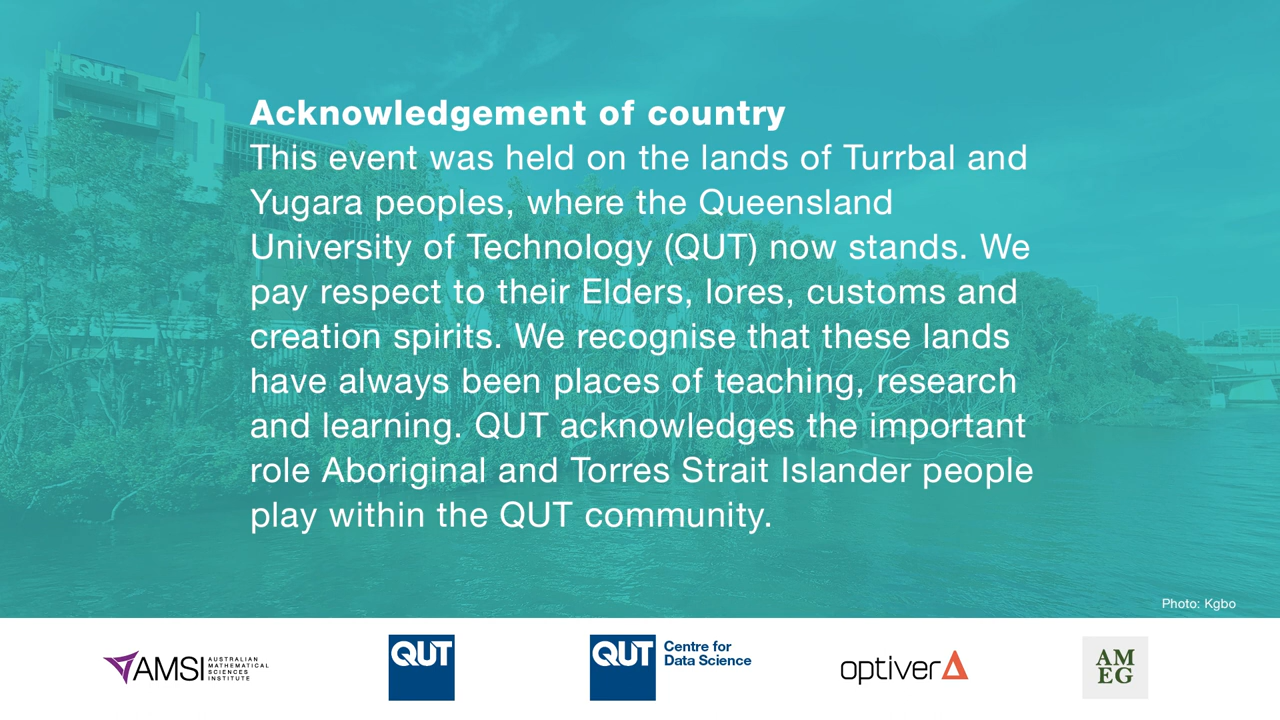 QUT
Acknowledgement of country
This event was held on the lands of Turrbal and
Yugara peoples, where the Queensland
University of Technology (QUT) now stands. We
pay respect to their Elders, lores, customs and
creation spirits. We recognise that these lands
have always been places of teaching, research
and learning. QUT acknowledges the important
role Aboriginal and Torres Strait Islander people
play within the QUT community.
Photo: Kgbo
AMSI
AUSTRALIAN
MATHEMATICAL
SCIENCES
INSTITUTE
QUT
QUT
Centre for
Data Science
optiver
AM
EG